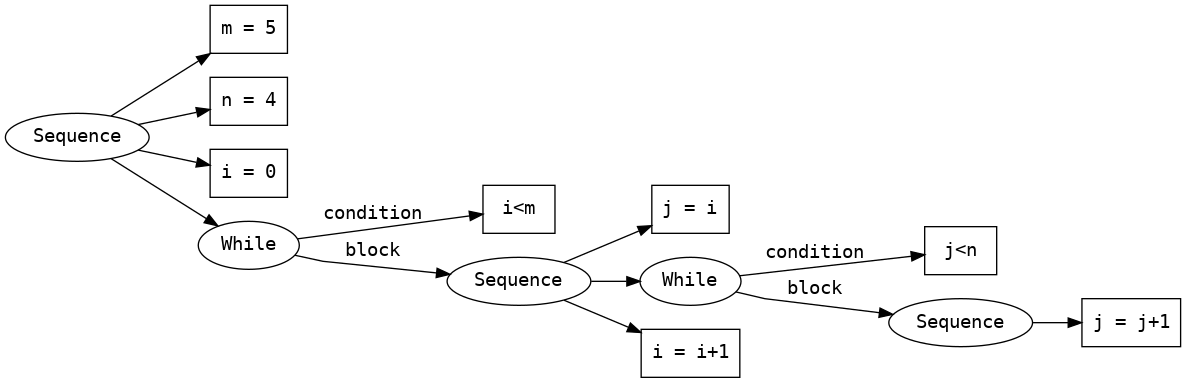 m = 5
n = 4
Sequence
i = 0
While
condition
block
i<m
Sequence
j = i
While
i = i+1
condition
block
j<n
Sequence
j = j+1